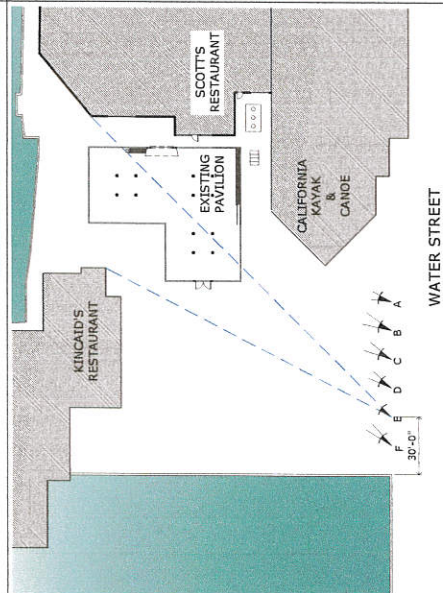 SCOTT'S
RESTAURANT
EXISTING
PAVILION
CALIFORNIA
KAYAK
&
CANOE
KINCAID'S
RESTAURANT
WATER STREET
A
B
C
D
E
F
30'-0"